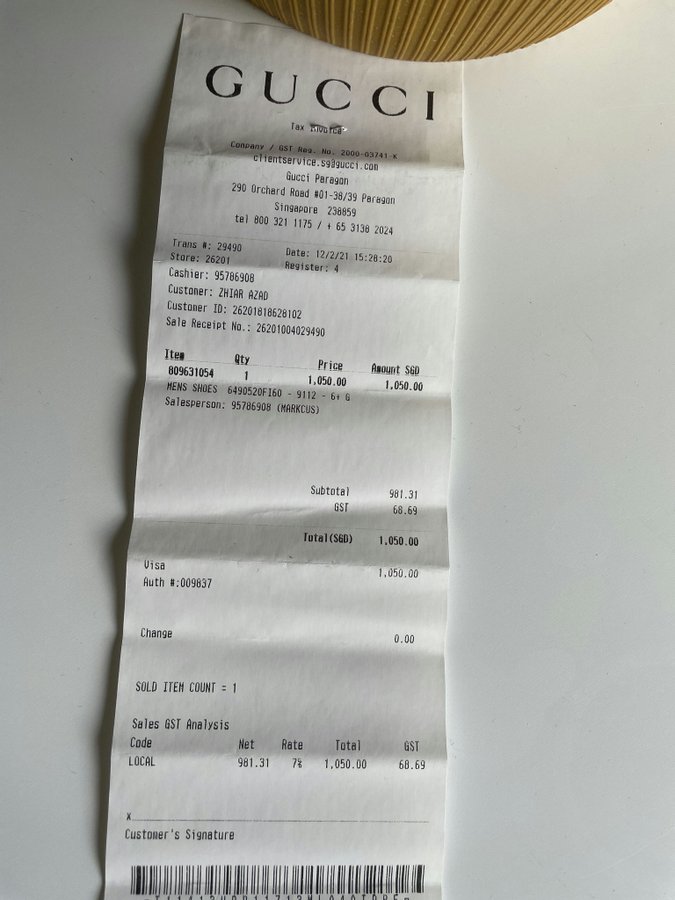 GUCCI
Tax Invoice
Company / GST Reg. No. 2000-03741-K
clientservice.sg@gucci.com
Gucci Paragon
290 Orchard Road #01-38/39 Paragon
Singapore 238859
tel 800 321 1175 / + 65 3138 2024
Trans #: 29490 Date: 12/2/21 15:28:20
Store: 26201 Register: 4
Cashier: 95786908
Customer: ZHIAR AZAD
Customer ID: 26201818628102
Sale Receipt No.: 26201004029490
Item Qty Price Amount SGD
809631054 1 1,050.00 1,050.00
MENS SHOES 6490520FI60 - 9112 - 6+ G
Salesperson: 95786908 (MARKCUS)
Subtotal 981.31
GST 68.69
Total(SGD) 1,050.00
Visa 1,050.00
Auth #:009837
Change 0.00
SOLD ITEM COUNT = 1
Sales GST Analysis
Code Net Rate Total GST
LOCAL 981.31 7% 1,050.00 68.69
x
Customer's Signature